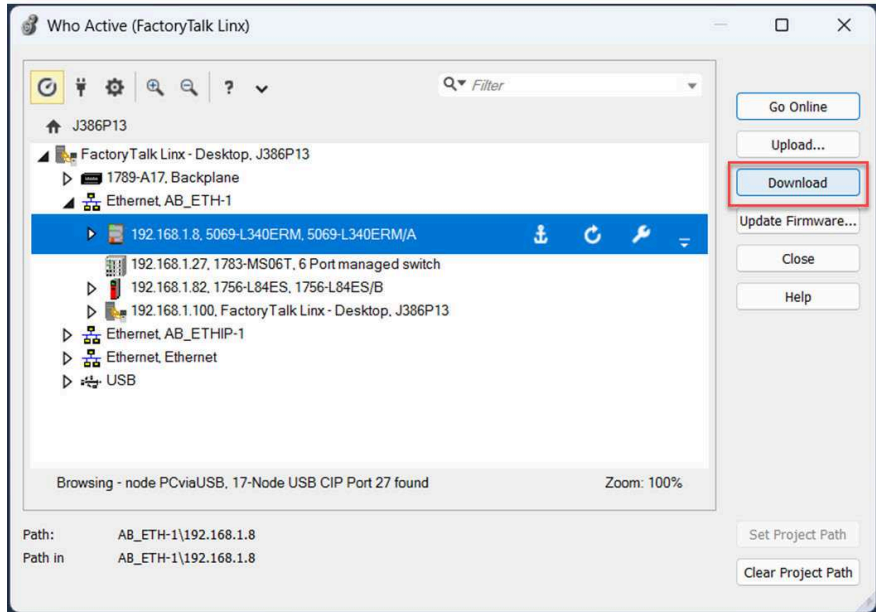 Who Active (FactoryTalk Linx)
Filter
J386P13
FactoryTalk Linx - Desktop, J386P13
1789-A17, Backplane
Ethernet, AB_ETH-1
192.168.1.8, 5069-L340ERM, 5069-L340ERM/A
192.168.1.27, 1783-MS06T, 6 Port managed switch
192.168.1.82, 1756-L84ES, 1756-L84ES/B
192.168.1.100, FactoryTalk Linx - Desktop, J386P13
Ethernet, AB_ETHIP-1
Ethernet, Ethernet
USB
Browsing - node PCviaUSB, 17-Node USB CIP Port 27 found
Zoom: 100%
Go Online
Upload...
Download
Update Firmware...
Close
Help
Path: AB_ETH-1\192.168.1.8
Path in AB_ETH-1\192.168.1.8
Set Project Path
Clear Project Path